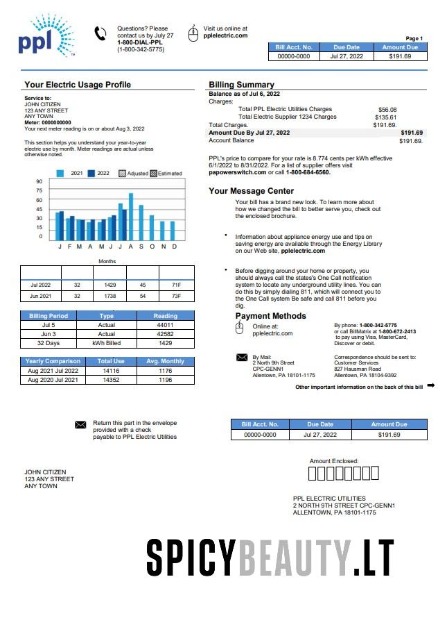 ppl
Questions? Please
contact us by July 27
1-800-DIAL-PPL
(1-800-342-5775)
Visit us online at
pplelectric.com
Page 1
Bill Acct. No. Due Date Amount Due
00000-0000 Jul 27, 2022 $191.69
Your Electric Usage Profile
Service to:
JOHN CITIZEN
123 ANY STREET
ANY TOWN
Meter: 0000000000
Your next meter reading is on or about Aug 3, 2022
This section helps you understand your year-to-year
electric use by month. Meter readings are actual unless
otherwise noted.
2021 2022 Adjusted Estimated
90
75
60
45
30
15
0
J F M A M J J A S O N D
Months
Jul 2022 32 1429 45 71F
Jun 2021 32 1738 54 73F
Billing Period Type Reading
Jul 5 Actual 44011
Jun 3 Actual 42582
32 Days kWh Billed 1429
Yearly Comparison Total Use Avg. Monthly
Aug 2021 Jul 2022 14116 1176
Aug 2020 Jul 2021 14352 1196
Billing Summary
Balance as of Jul 6, 2022
Charges:
Total PPL Electric Utilities Charges $56.08
Total Electric Supplier 1234 Charges $135.61
Total Charges. $191.69
Amount Due By Jul 27, 2022 $191.69
Account Balance $191.69.
PPL's price to compare for your rate is 8.774 cents per kWh effective
6/1/2022 to 8/31/2022. For a list of supplier offers visit
papowerswitch.com or call 1-800-684-6560.
Your Message Center
Your bill has a brand new look. To learn more about
how we changed the bill to better serve you, check out
the enclosed brochure.
Information about appliance energy use and tips on
saving energy are available through the Energy Library
on our Web site. pplelectric.com
Before digging around your home or property, you
should always call the states's One Call notification
system to locate any underground utility lines. You can
do this by simply dialing 811, which will connect you to
the One Call System Be safe and call 811 before you
dig.
Payment Methods
Online at:
pplelectric.com
By phone: 1-800-342-5775
or call BillMatrix at 1-800-672-2413
to pay using Visa, MasterCard,
Discover or debit.
By Mail:
2 North 9th Street
CPC-GENN1
Allentown, PA 18101-1175
Correspondence should be sent to:
Customer Services
827 Hausman Road
Allentown, PA 18104-9392
Other important information on the back of this bill
Return this part in the envelope
provided with a check
payable to PPL Electric Utilities
Bill Acct. No. Due Date Amount Due
00000-0000 Jul 27, 2022 $191.69
Amount Enclosed:
JOHN CITIZEN
123 ANY STREET
ANY TOWN
PPL ELECTRIC UTILITIES
2 NORTH 9TH STREET CPC-GENN1
ALLENTOWN, PA 18101-1175
SPICYBEAUTY.LT